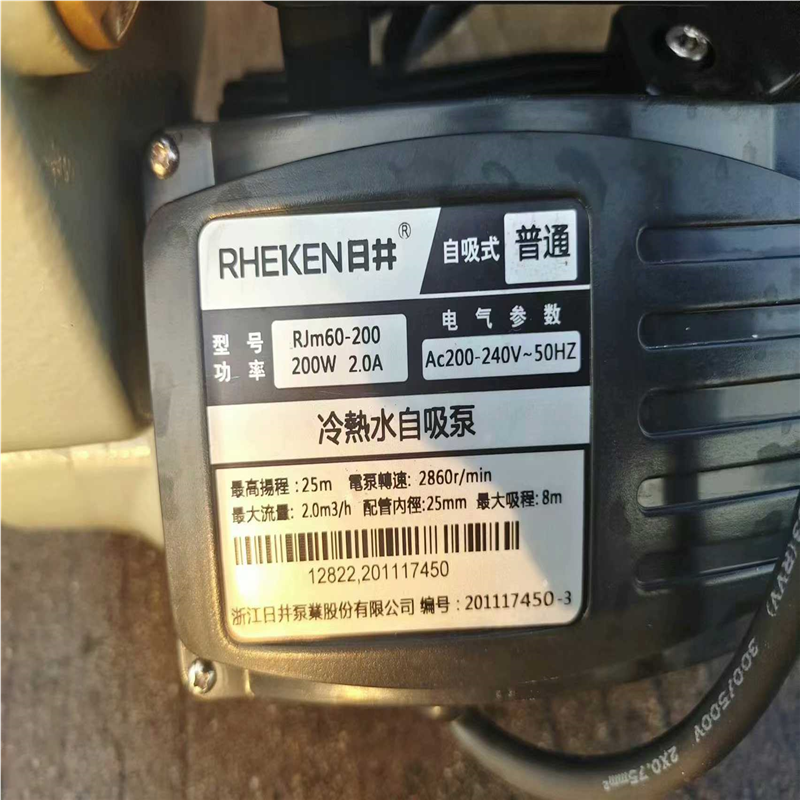 RHEKEN日井®
自吸式 普通
型号 RJm60-200
功率 200W 2.0A
电气参数
Ac200-240V~50HZ
冷熱水自吸泵
最高揚程:25m 電泵轉速: 2860r/min
最大流量: 2.0m3/h 配管内徑:25mm 最大吸程: 8m
12822,201117450
浙江日井泵業股份有限公司 编号:201117450-3
(RVV) 300/500V 2X0.75mm²